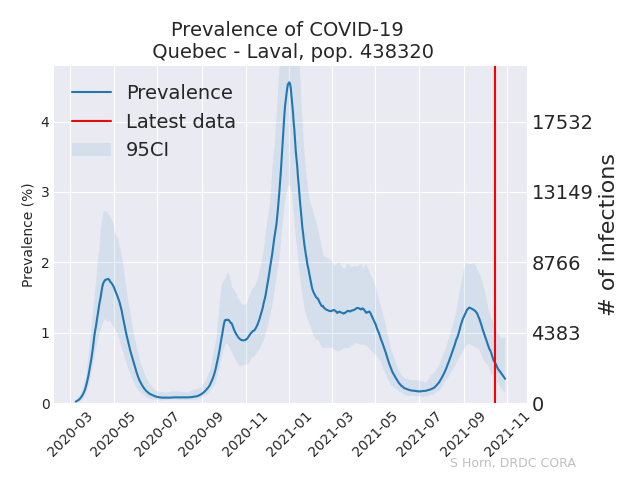 Prevalence of COVID-19
Quebec - Laval, pop. 438320
Prevalence
Latest data
95CI
Prevalence (%)
4
3
2
1
0
17532
13149
8766
4383
0
# of infections
2020-03
2020-05
2020-07
2020-09
2020-11
2021-01
2021-03
2021-05
2021-07
2021-09
2021-11
S Horn, DRDC CORA